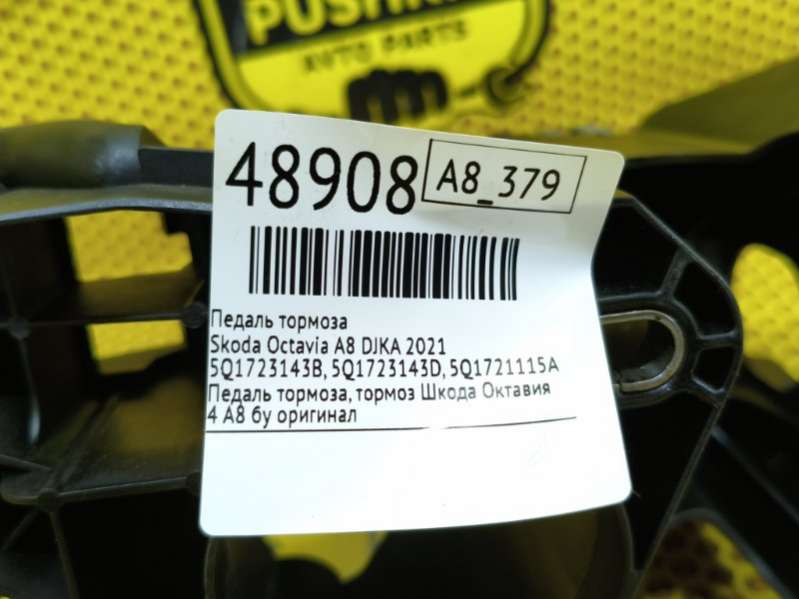 AUTO PARTS
48908
A8_379
Педаль тормоза
Skoda Octavia A8 DJKA 2021
5Q1723143B, 5Q1723143D, 5Q1721115A
Педаль тормоза, тормоз Шкода Октавия
4 A8 бу оригинал